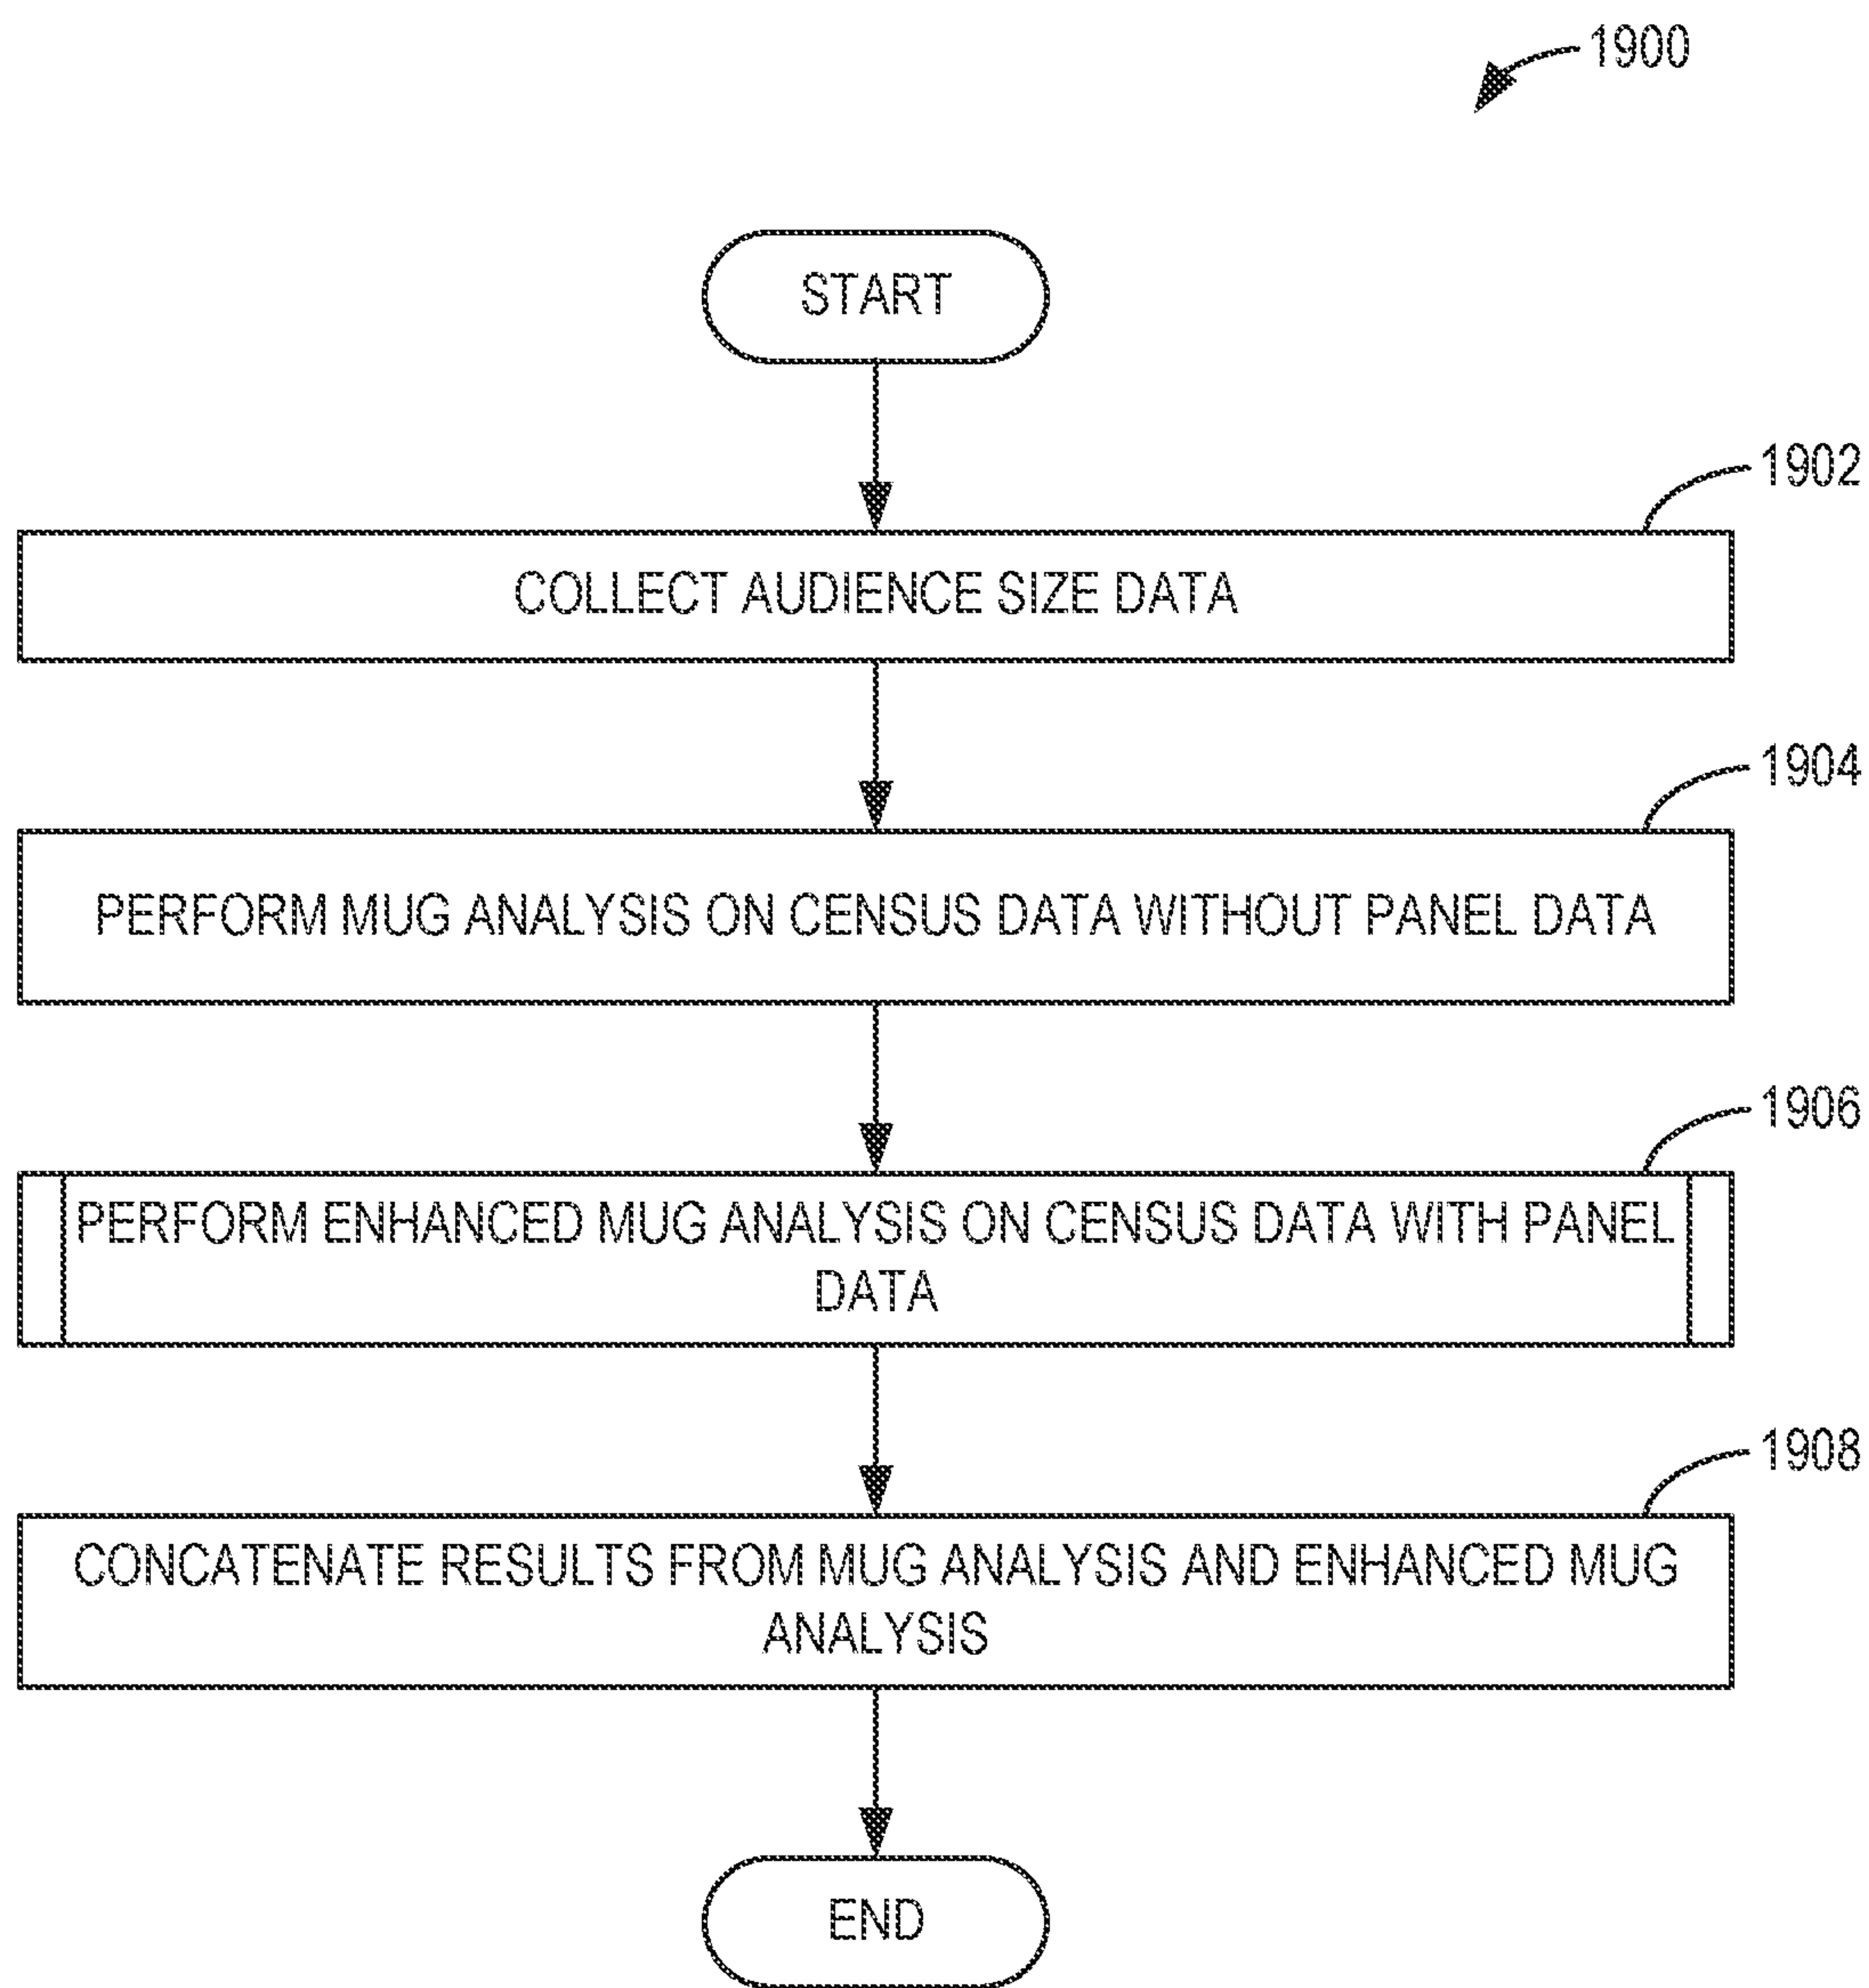 1900
START
1902
COLLECT AUDIENCE SIZE DATA
1904
PERFORM MUG ANALYSIS ON CENSUS DATA WITHOUT PANEL DATA
1906
PERFORM ENHANCED MUG ANALYSIS ON CENSUS DATA WITH PANEL
DATA
1908
CONCATENATE RESULTS FROM MUG ANALYSIS AND ENHANCED MUG
ANALYSIS
END